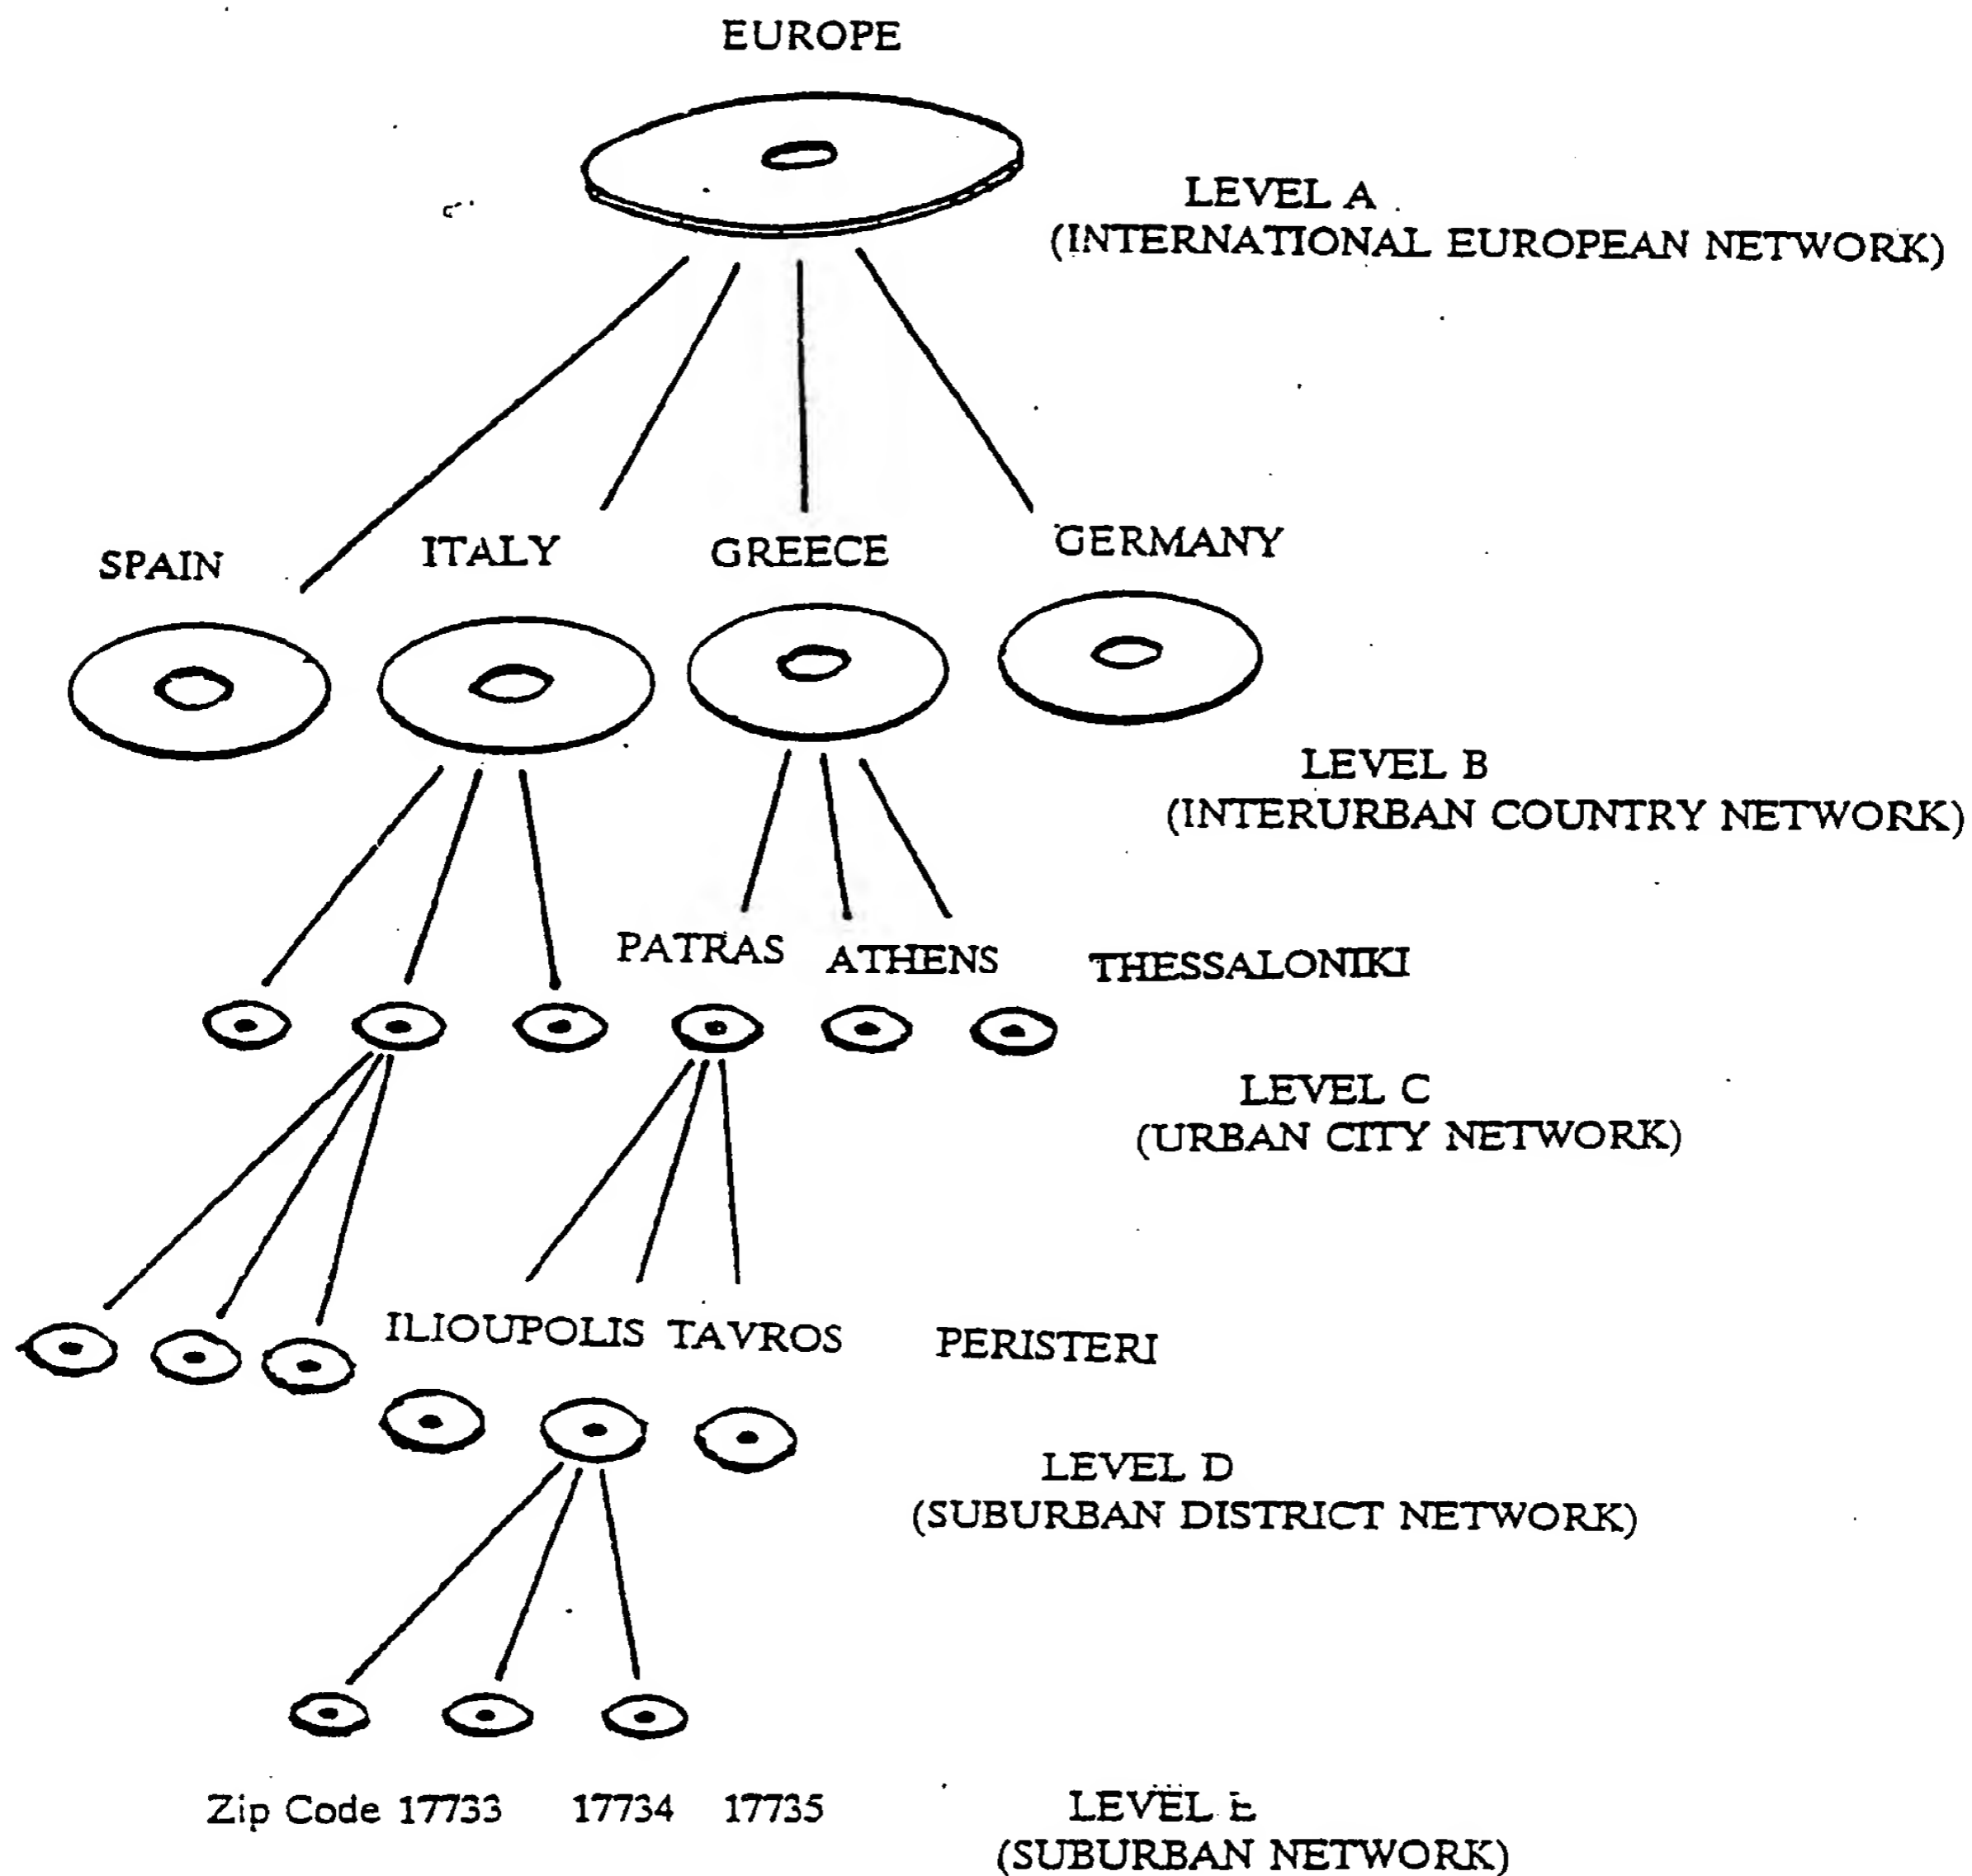 EUROPE
LEVEL A
(INTERNATIONAL EUROPEAN NETWORK)
SPAIN ITALY GREECE GERMANY
LEVEL B
(INTERURBAN COUNTRY NETWORK)
PATRAS ATHENS THESSALONIKI
LEVEL C
(URBAN CITY NETWORK)
ILIOUPOLIS TAVROS PERISTERI
LEVEL D
(SUBURBAN DISTRICT NETWORK)
Zip Code 17733 17734 17735
LEVEL E
(SUBURBAN NETWORK)